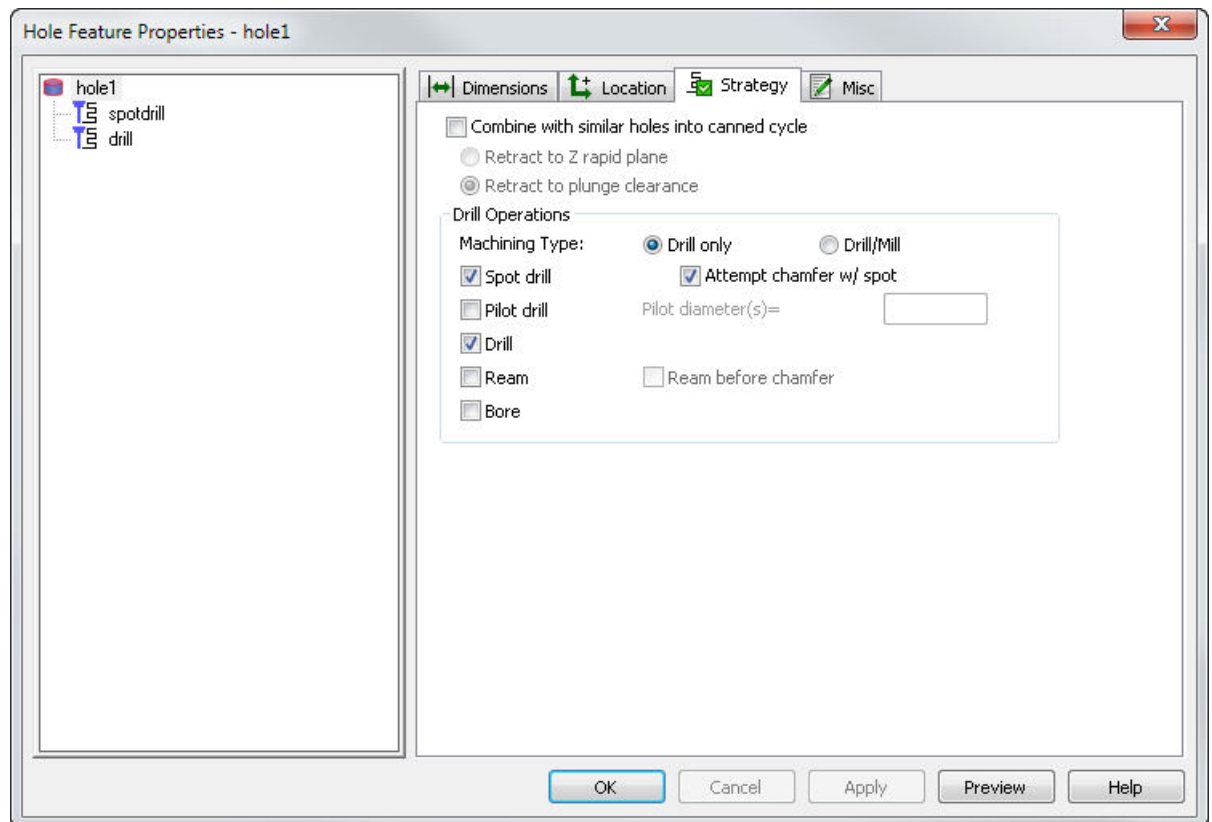 Hole Feature Properties - hole1
hole1
spotdrill
drill
Dimensions Location Strategy Misc
Combine with similar holes into canned cycle
Retract to Z rapid plane
Retract to plunge clearance
Drill Operations
Machining Type: Drill only Drill/Mill
Spot drill Attempt chamfer w/ spot
Pilot drill Pilot diameter(s)=
Drill
Ream Ream before chamfer
Bore
OK Cancel Apply Preview Help